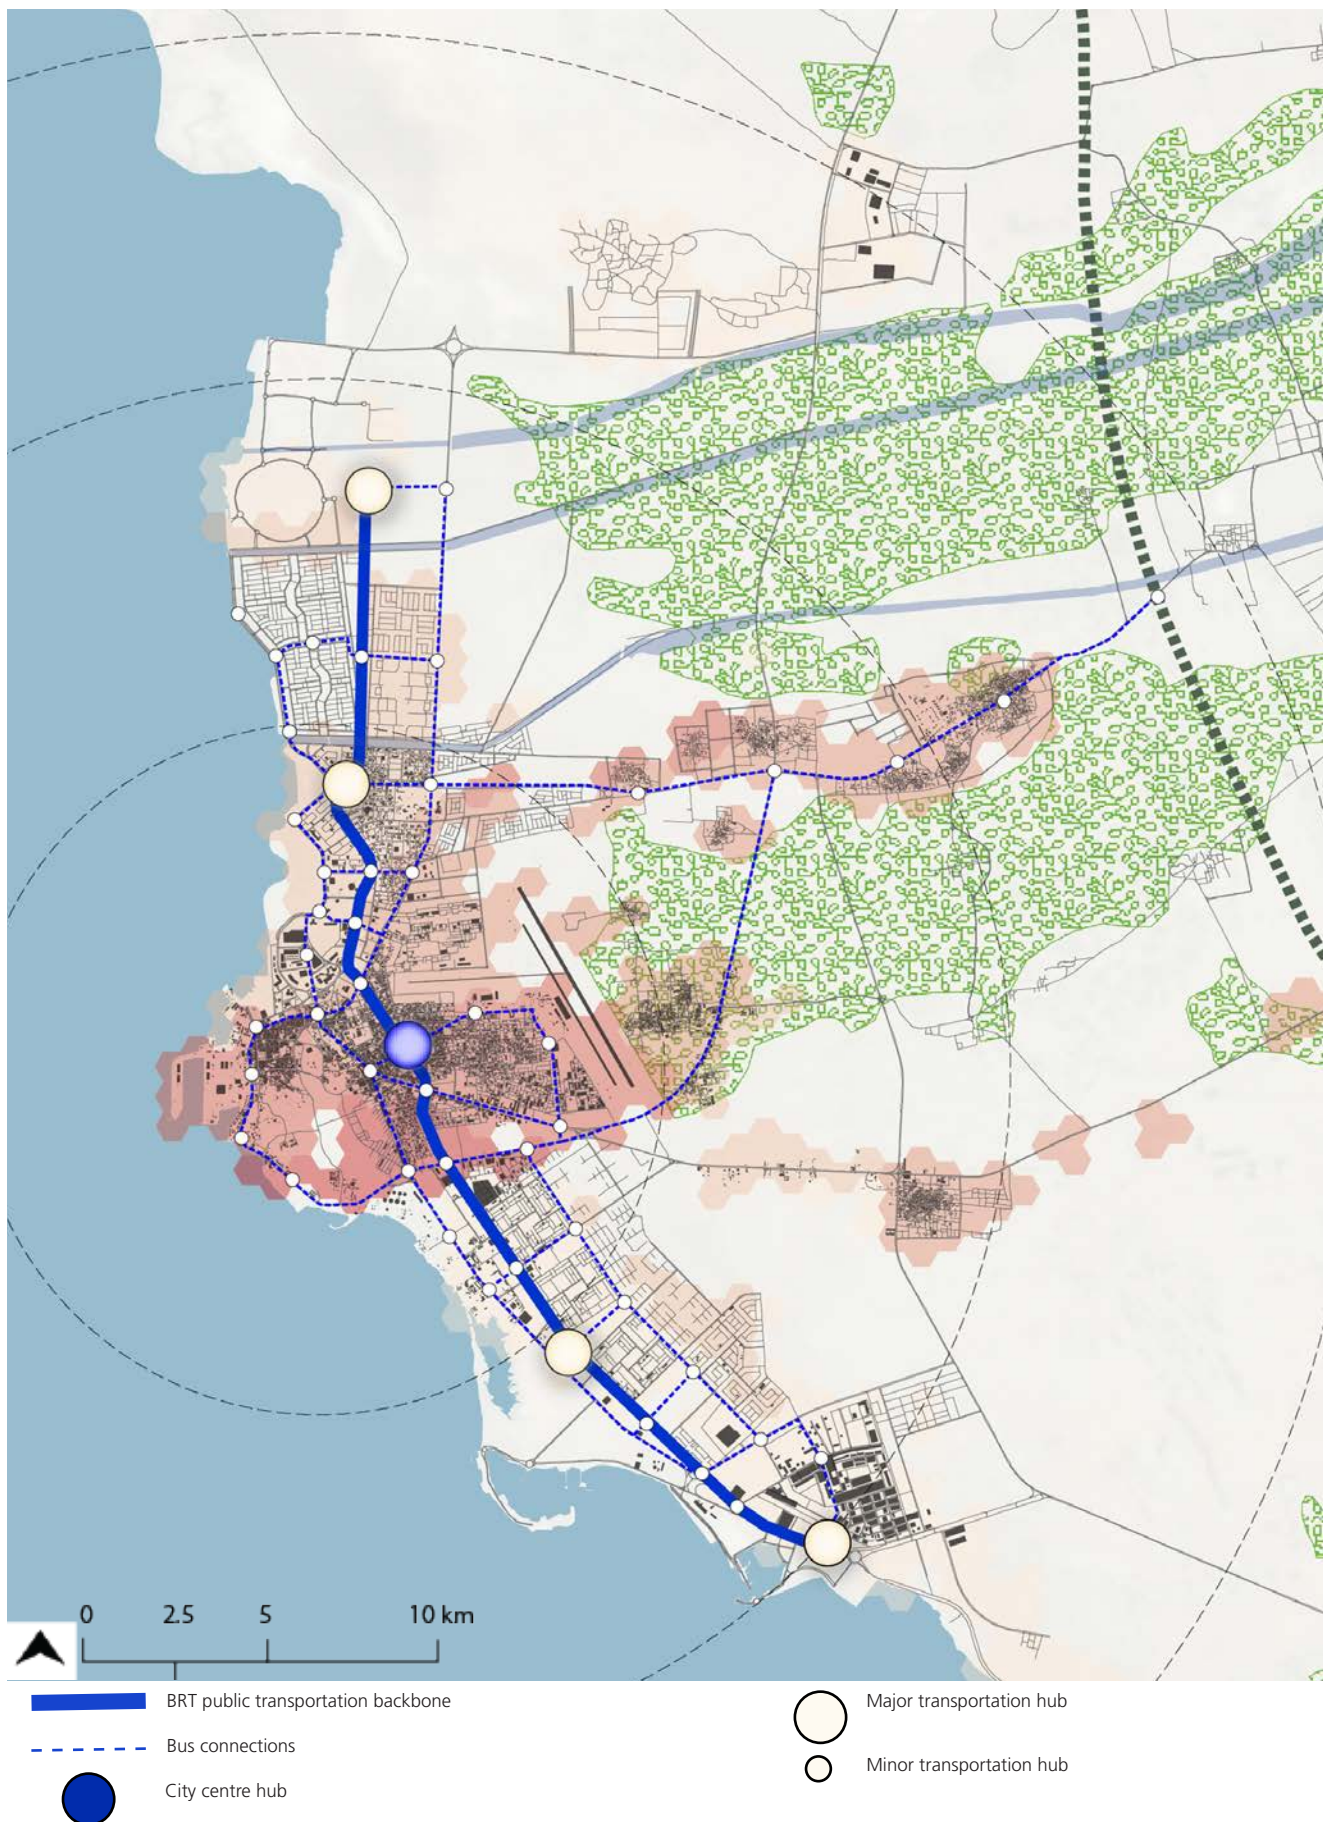 0 2.5 5 10 km
BRT public transportation backbone
Bus connections
City centre hub
Major transportation hub
Minor transportation hub